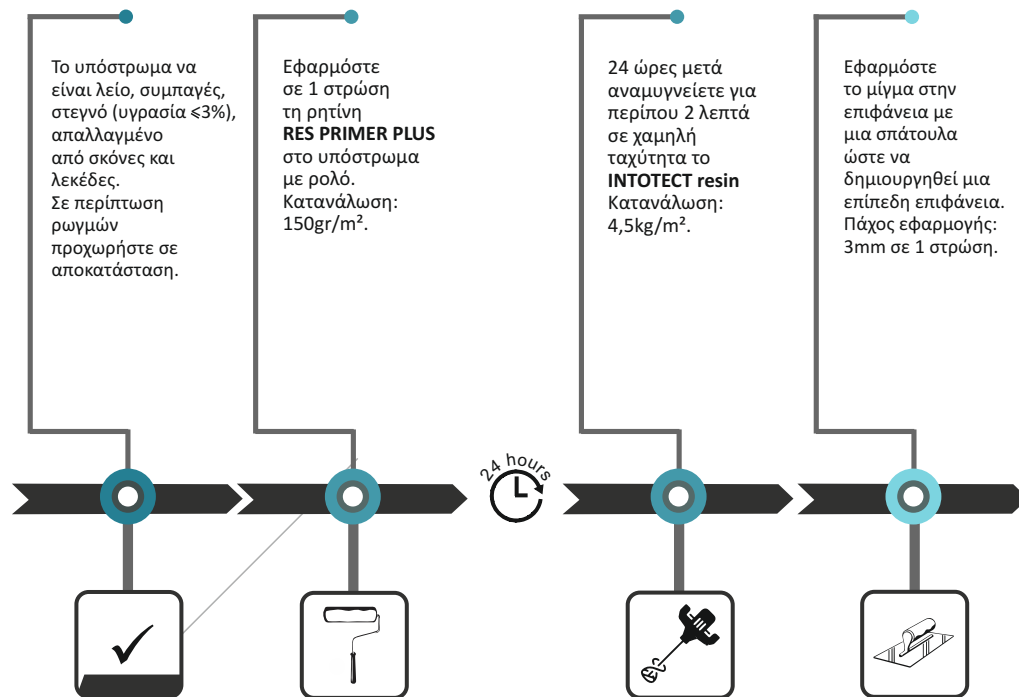 Το υπόστρωμα να
είναι λείο, συμπαγές,
στεγνό (υγρασία ⩽3%),
απαλλαγμένο
από σκόνες και
λεκέδες.
Σε περίπτωση
ρωγμών
προχωρήστε σε
αποκατάσταση.
Εφαρμόστε
σε 1 στρώση
τη ρητίνη
RES PRIMER PLUS
στο υπόστρωμα
με ρολό.
Κατανάλωση:
150gr/m².
24 hours
24 ώρες μετά
αναμυγνείετε για
περίπου 2 λεπτά
σε χαμηλή
ταχύτητα το
INTOTECT resin
Κατανάλωση:
4,5kg/m².
Εφαρμόστε
το μίγμα στην
επιφάνεια με
μια σπάτουλα
ώστε να
δημιουργηθεί μια
επίπεδη επιφάνεια.
Πάχος εφαρμογής:
3mm σε 1 στρώση.